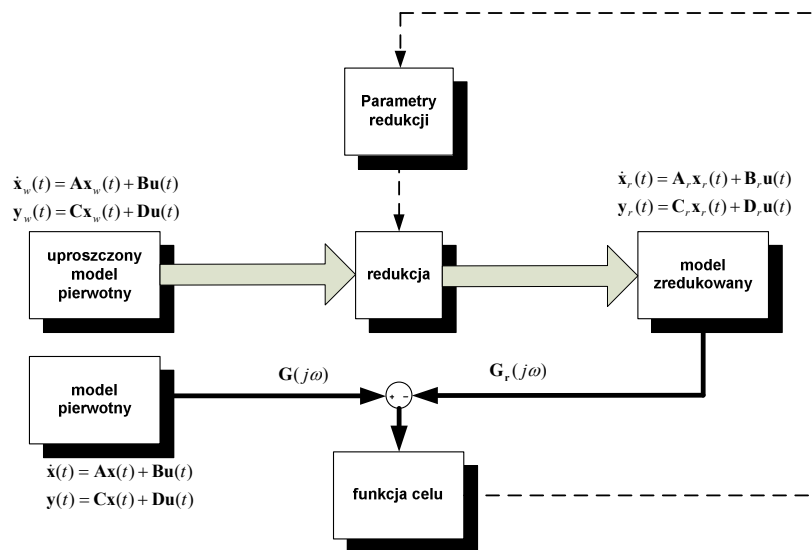 Parametry
redukcji
ẋ_w(t) = Ax_w(t) + Bu(t)
y_w(t) = Cx_w(t) + Du(t)
ẋ_r(t) = A_r x_r(t) + B_r u(t)
y_r(t) = C_r x_r(t) + D_r u(t)
uproszczony
model
pierwotny
redukcja
model
zredukowany
model
pierwotny
G(jω)
+ −
G_r(jω)
ẋ(t) = Ax(t) + Bu(t)
y(t) = Cx(t) + Du(t)
funkcja celu